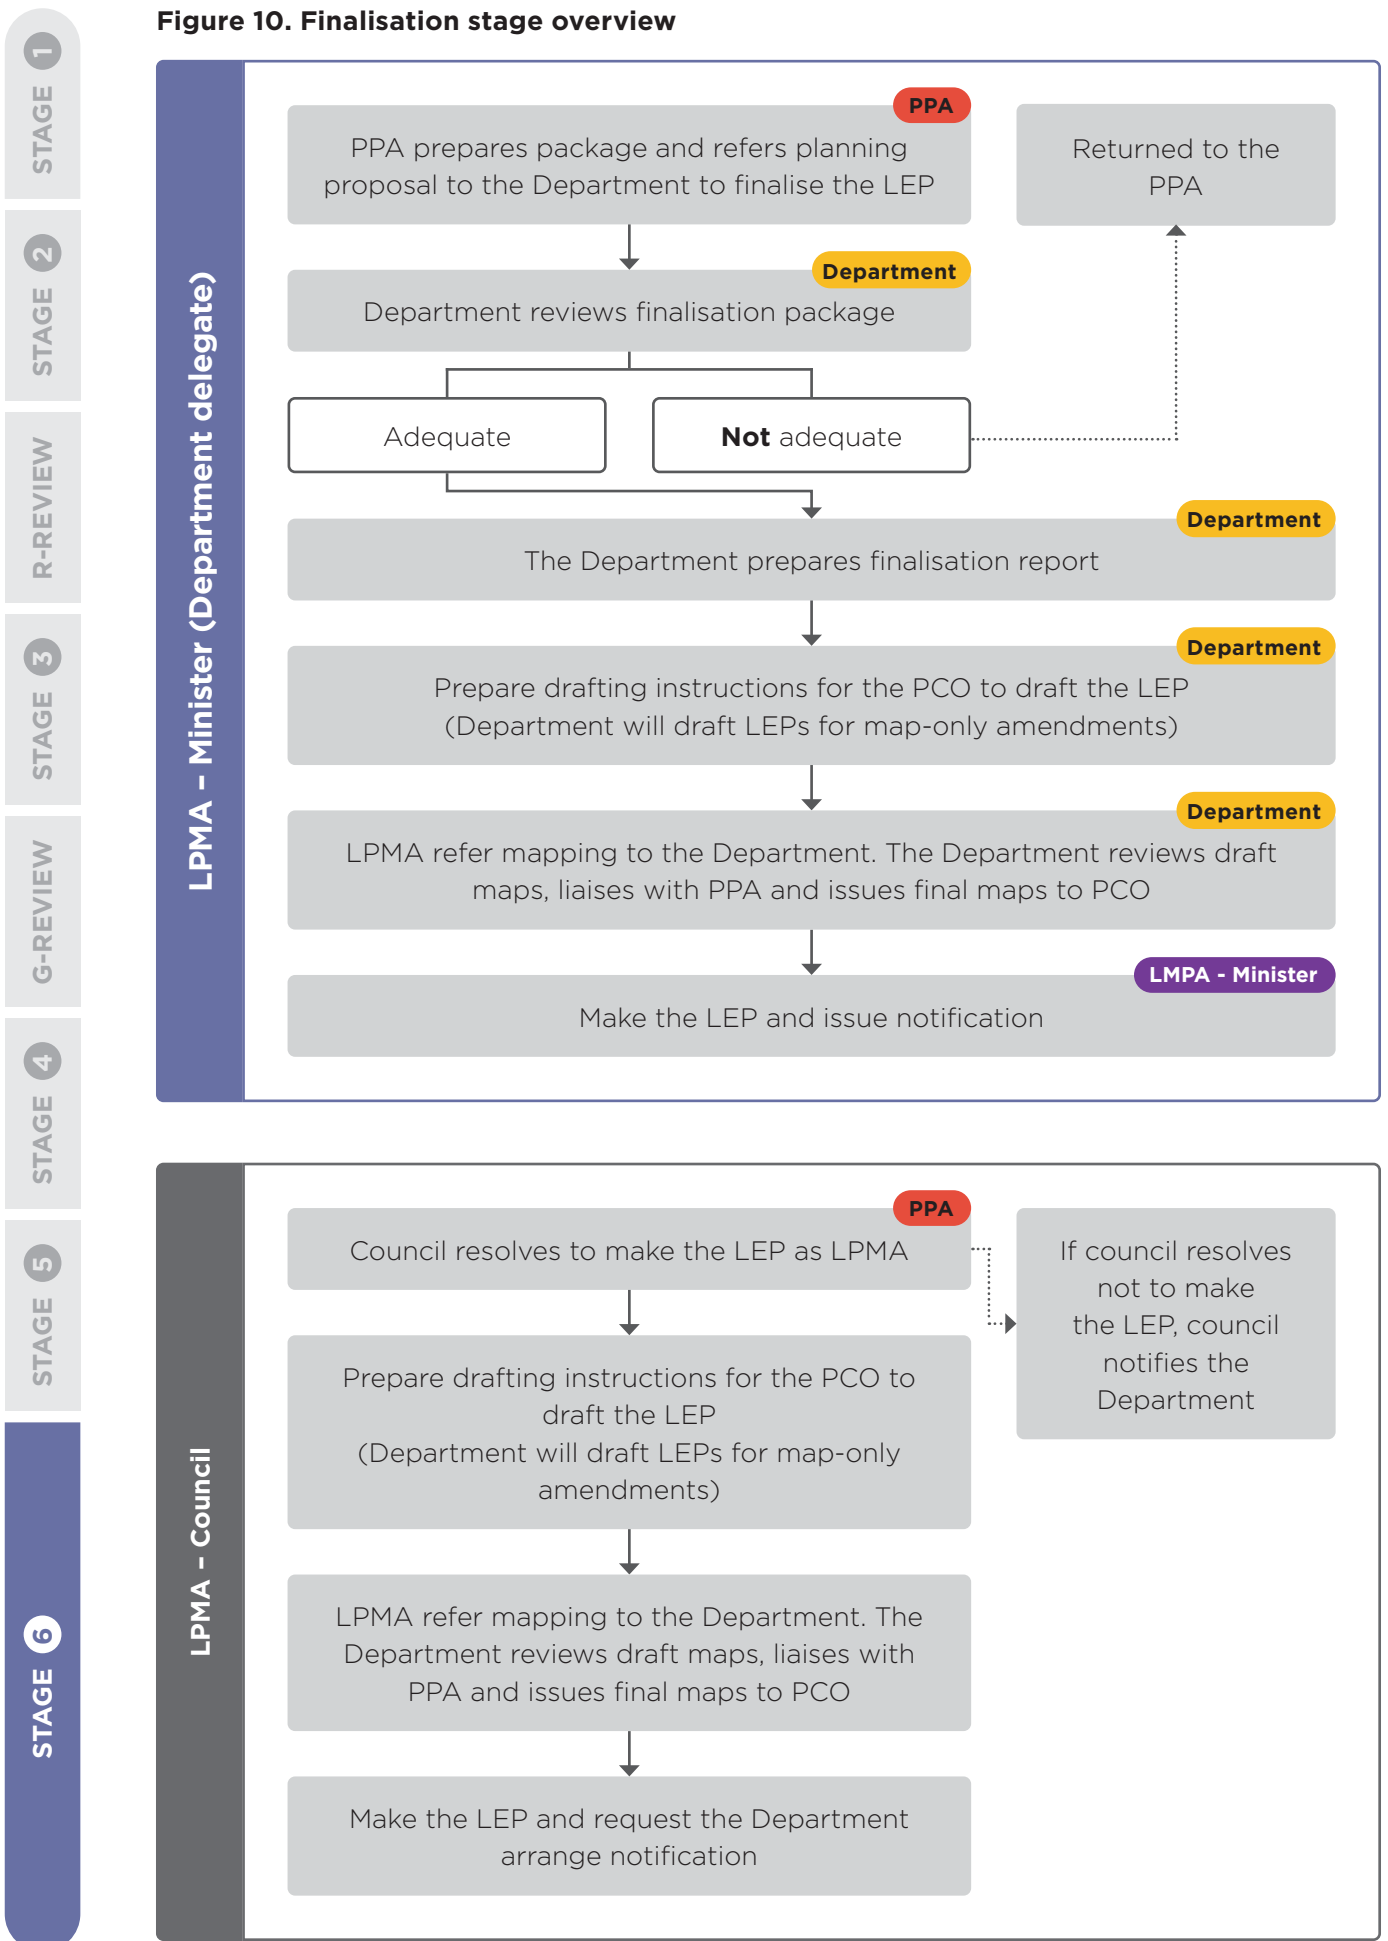 Figure 10. Finalisation stage overview
STAGE 1
STAGE 2
R-REVIEW
STAGE 3
G-REVIEW
STAGE 4
STAGE 5
STAGE 6
LPMA – Minister (Department delegate)
PPA
PPA prepares package and refers planning
proposal to the Department to finalise the LEP
Returned to the
PPA
Department
Department reviews finalisation package
Adequate
Not adequate
Department
The Department prepares finalisation report
Department
Prepare drafting instructions for the PCO to draft the LEP
(Department will draft LEPs for map-only amendments)
Department
LPMA refer mapping to the Department. The Department reviews draft
maps, liaises with PPA and issues final maps to PCO
LMPA - Minister
Make the LEP and issue notification
LPMA – Council
PPA
Council resolves to make the LEP as LPMA
If council resolves
not to make
the LEP, council
notifies the
Department
Prepare drafting instructions for the PCO to
draft the LEP
(Department will draft LEPs for map-only
amendments)
LPMA refer mapping to the Department. The
Department reviews draft maps, liaises with
PPA and issues final maps to PCO
Make the LEP and request the Department
arrange notification